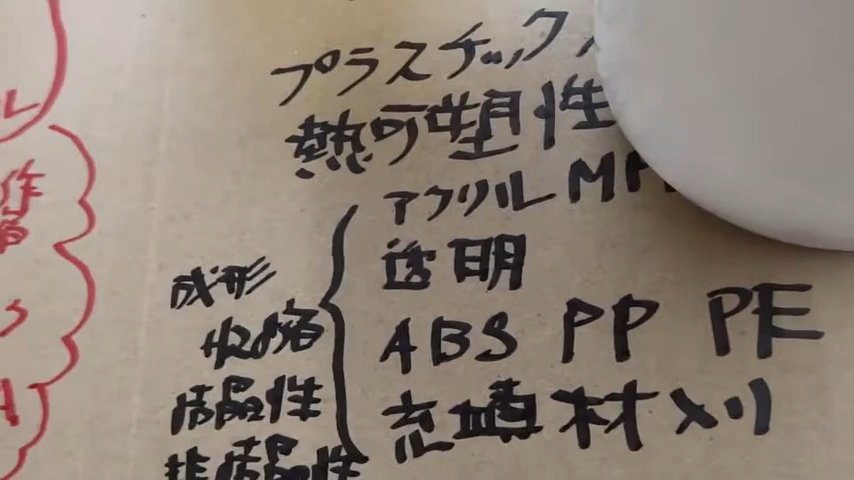 プラスチック
熱可塑性
アクリル
透明
ABS PP PE
充填材入り
成形
収縮
結晶性
非結晶性